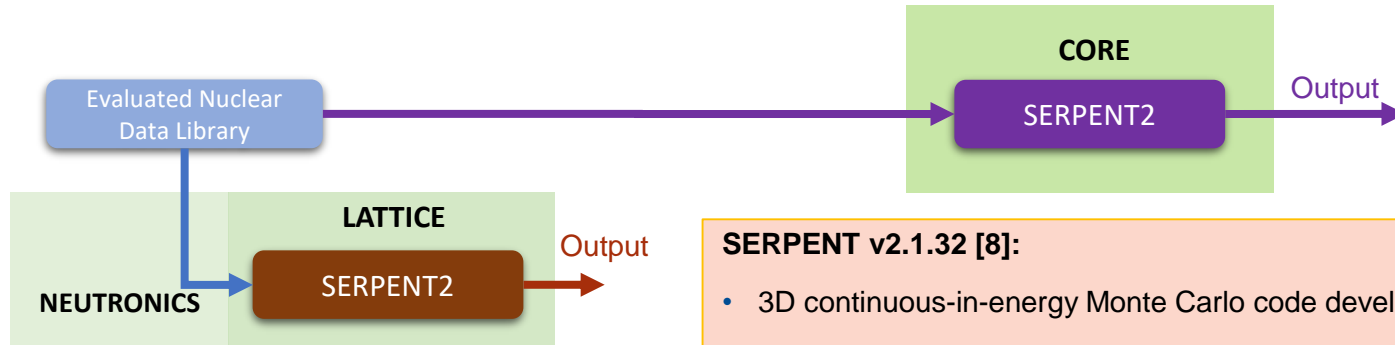 CORE
Evaluated Nuclear
Data Library
SERPENT2
Output
LATTICE
SERPENT2
Output
NEUTRONICS
SERPENT v2.1.32 [8]:
• 3D continuous-in-energy Monte Carlo code devel